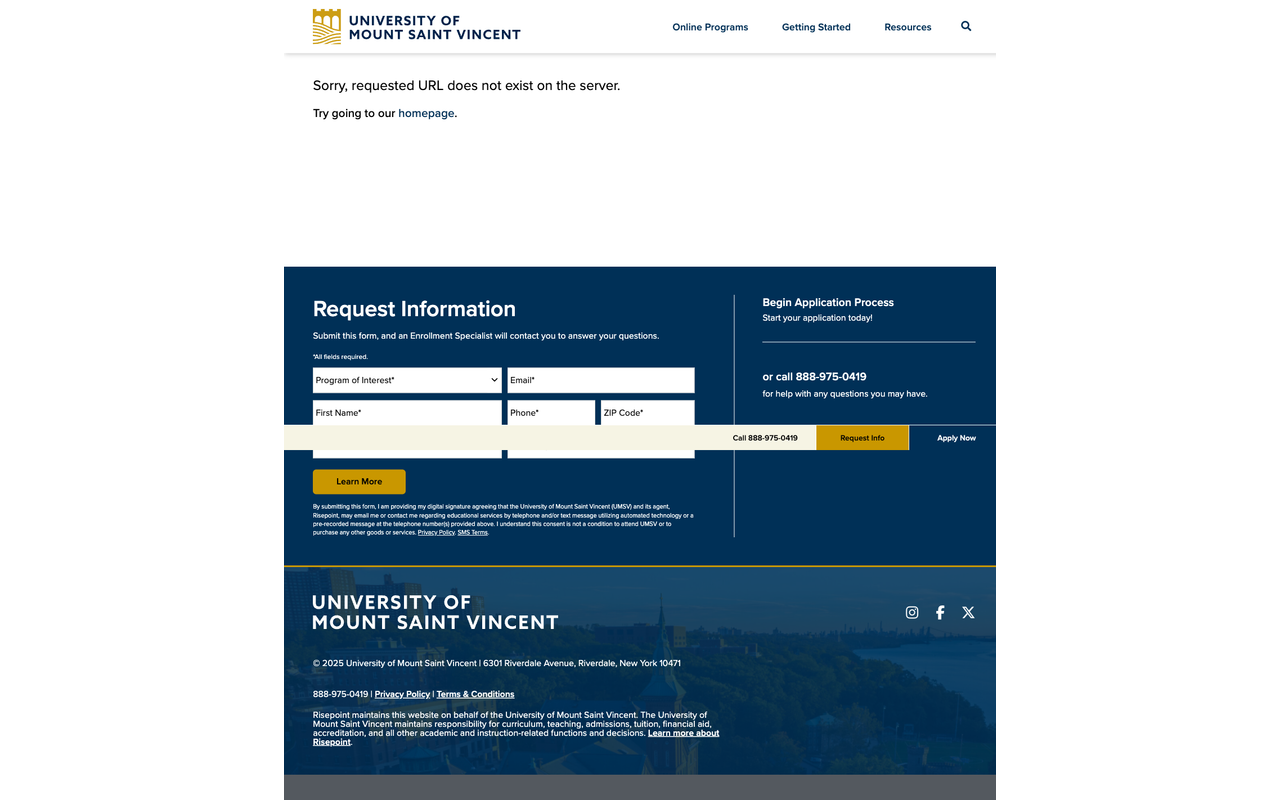 UNIVERSITY OF
MOUNT SAINT VINCENT
Online Programs
Getting Started
Resources
Sorry, requested URL does not exist on the server.
Try going to our homepage.
Request Information
Submit this form, and an Enrollment Specialist will contact you to answer your questions.
*All fields required.
Program of Interest*
Email*
First Name*
Phone*
ZIP Code*
Begin Application Process
Start your application today!
or call 888-975-0419
for help with any questions you may have.
Call 888-975-0419
Request Info
Apply Now
Learn More
By submitting this form, I am providing my digital signature agreeing that the University of Mount Saint Vincent (UMSV) and its agent,
Risepoint, may email me or contact me regarding educational services by telephone and/or text message utilizing automated technology or a
pre-recorded message at the telephone number(s) provided above. I understand this consent is not a condition to attend UMSV or to
purchase any other goods or services. Privacy Policy. SMS Terms.
UNIVERSITY OF
MOUNT SAINT VINCENT
© 2025 University of Mount Saint Vincent | 6301 Riverdale Avenue, Riverdale, New York 10471
888-975-0419 | Privacy Policy | Terms & Conditions
Risepoint maintains this website on behalf of the University of Mount Saint Vincent. The University of
Mount Saint Vincent maintains responsibility for curriculum, teaching, admissions, tuition, financial aid,
accreditation, and all other academic and instruction-related functions and decisions. Learn more about
Risepoint.